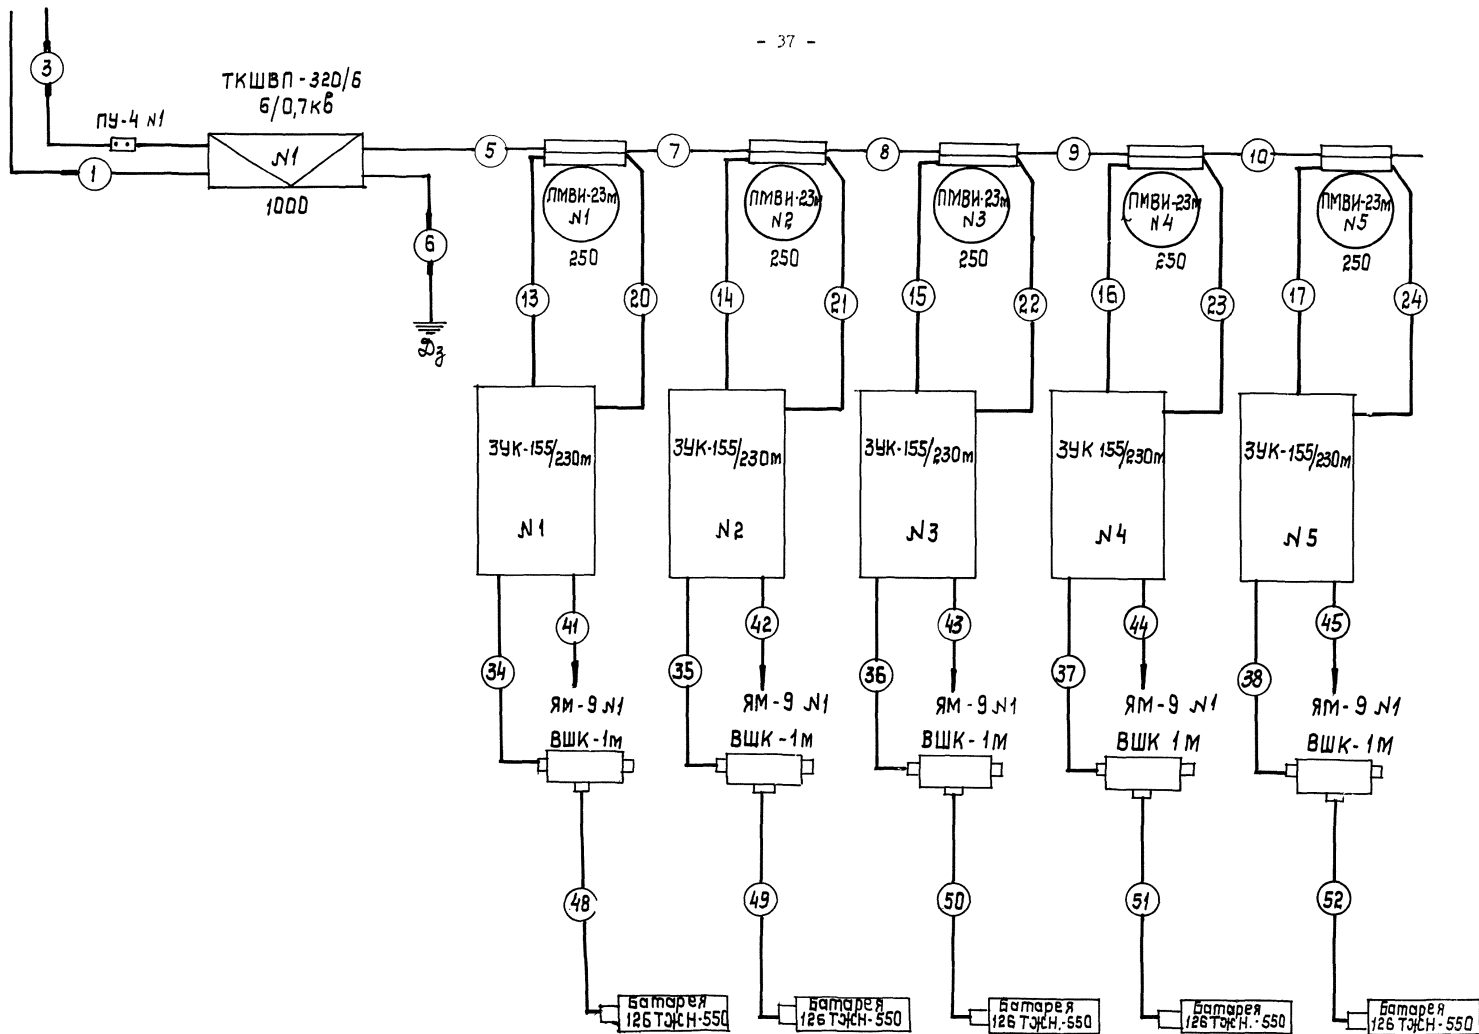 - 37 -
3
ТКШВП - 320/6
6/0,7кв
ПУ-4 N1
N1
1000
1
5
7
8
9
10
ПМВИ-23м
N1
250
ПМВИ-23м
N2
250
ПМВИ-23м
N3
250
ПМВИ-23м
N4
250
ПМВИ-23м
N5
250
6
Дз
13
20
14
21
15
22
16
23
17
24
ЗУК-155/230м
N1
ЗУК-155/230м
N2
ЗУК-155/230м
N3
ЗУК 155/230м
N4
ЗУК-155/230м
N5
41
42
43
44
45
34
35
36
37
38
ЯМ-9 N1
ЯМ-9 N1
ЯМ-9 N1
ЯМ-9 N1
ЯМ-9 N1
ВШК-1м
ВШК-1м
ВШК-1м
ВШК 1м
ВШК-1м
48
49
50
51
52
Батарея
126 ТЖН-550
Батарея
126 ТЖН-550
Батарея
126 ТЖН.-550
Батарея
126 ТЖН.-550
Батарея
126 ТЖН-550